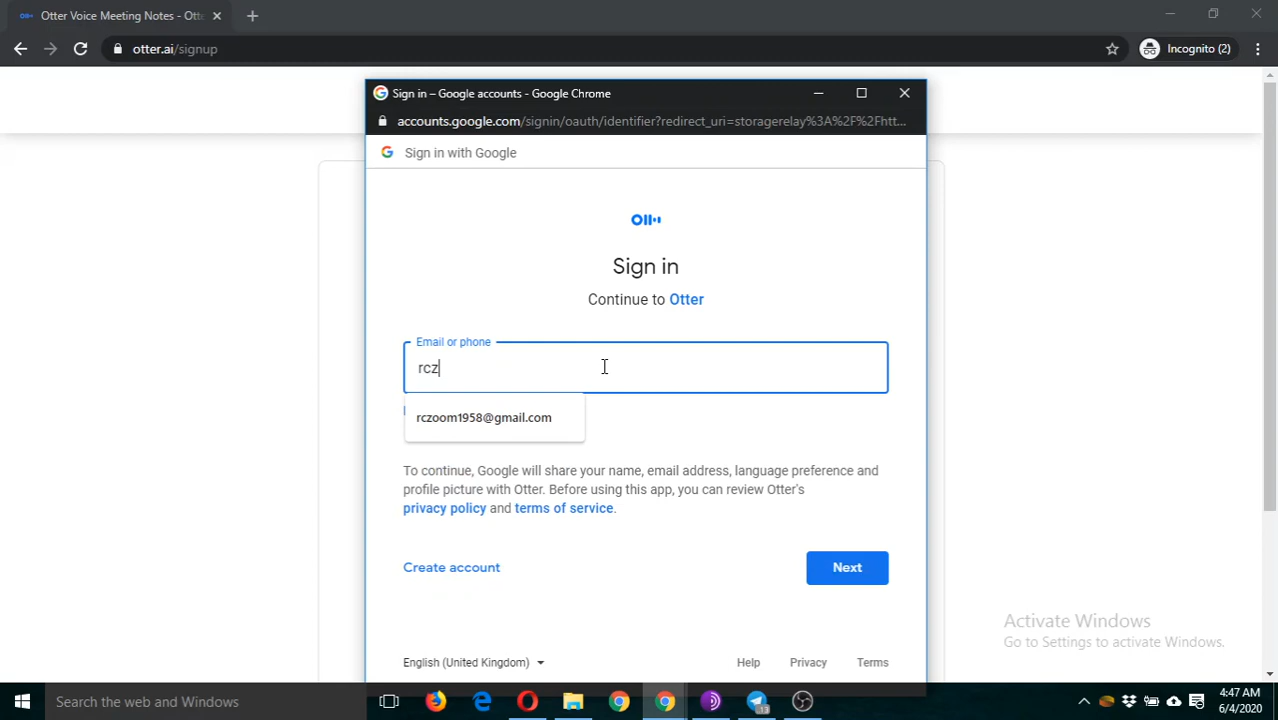 Otter Voice Meeting Notes - Otte
otter.ai/signup
Incognito (2)
Sign in – Google accounts - Google Chrome
accounts.google.com/signin/oauth/identifier?redirect_uri=storagerelay%3A%2F%2Fhtt...
Sign in with Google
Sign in
Continue to Otter
Email or phone
rcz
rczoom1958@gmail.com
To continue, Google will share your name, email address, language preference and
profile picture with Otter. Before using this app, you can review Otter's
privacy policy and terms of service.
Create account
Next
English (United Kingdom)
Help
Privacy
Terms
Activate Windows
Go to Settings to activate Windows.
Search the web and Windows
13
4:47 AM
6/4/2020